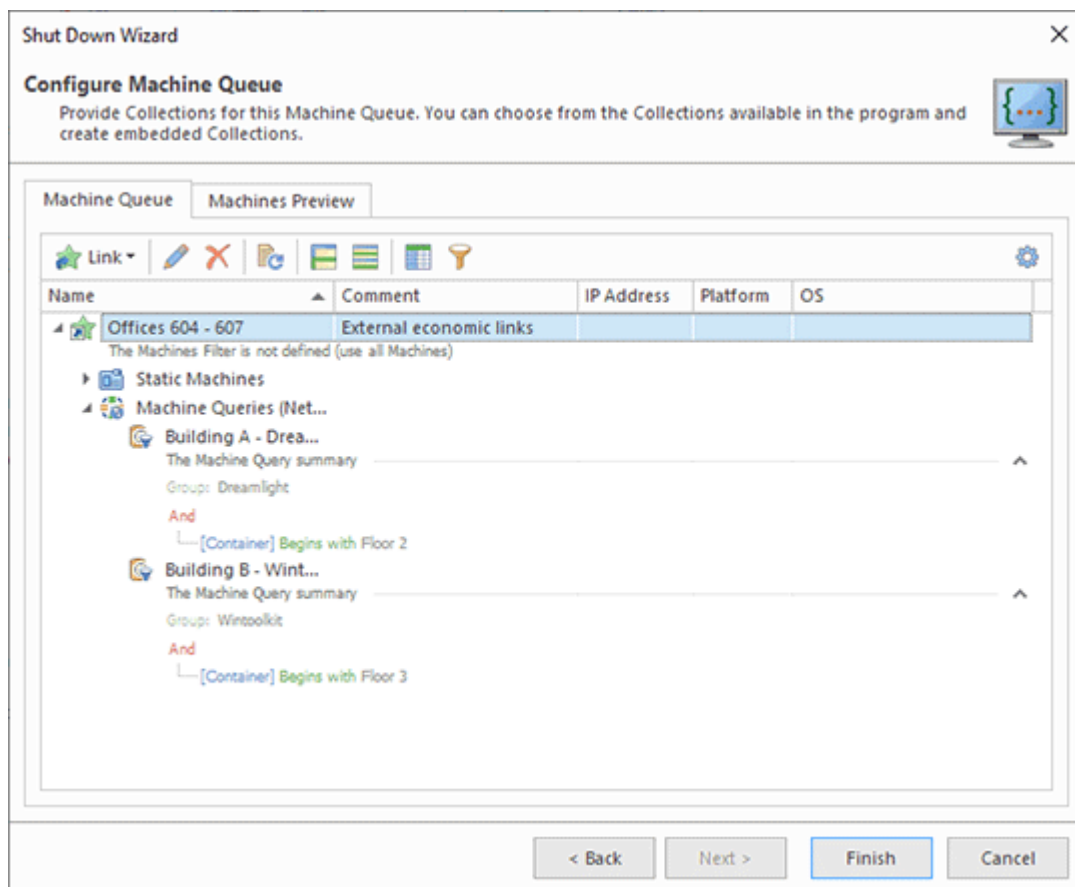 Shut Down Wizard
Configure Machine Queue
Provide Collections for this Machine Queue. You can choose from the Collections available in the program and
create embedded Collections.
{...}
Machine Queue Machines Preview
Link
Name Comment IP Address Platform OS
Offices 604 - 607 External economic links
The Machines Filter is not defined (use all Machines)
Static Machines
Machine Queries (Net...
Building A - Drea...
The Machine Query summary
Group: Dreamlight
And
[Container] Begins with Floor 2
Building B - Wint...
The Machine Query summary
Group: Wintoolkit
And
[Container] Begins with Floor 3
< Back Next > Finish Cancel